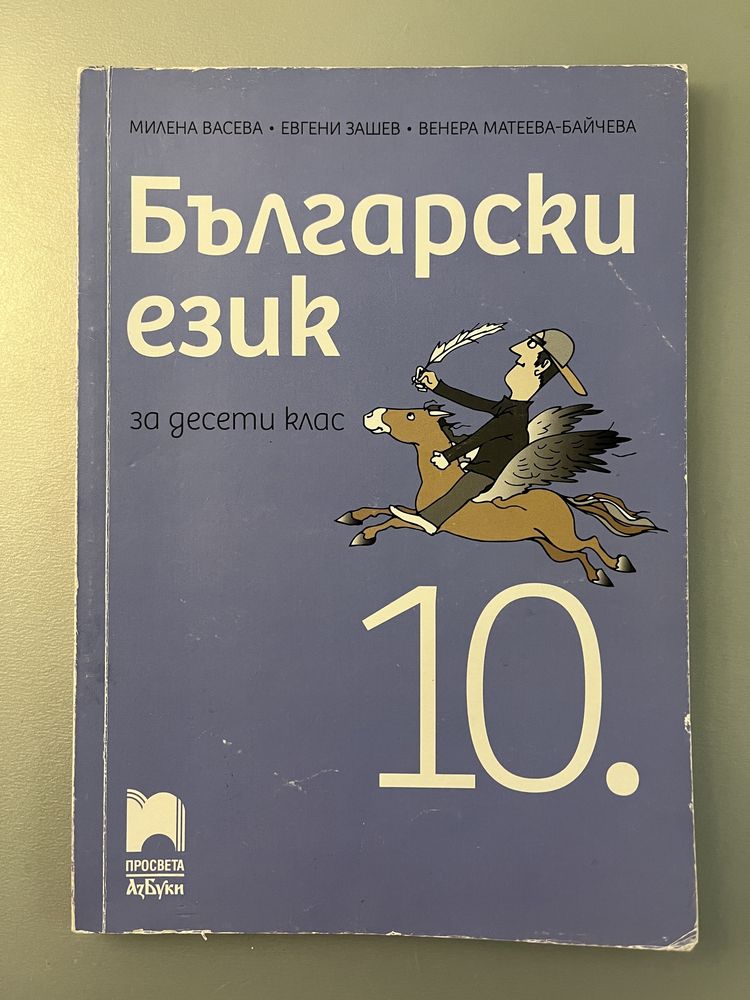 МИЛЕНА ВАСЕВА • ЕВГЕНИ ЗАШЕВ • ВЕНЕРА МАТЕЕВА-БАЙЧЕВА
Български
език
за десети клас
10.
ПРОСВЕТА
АзБуки